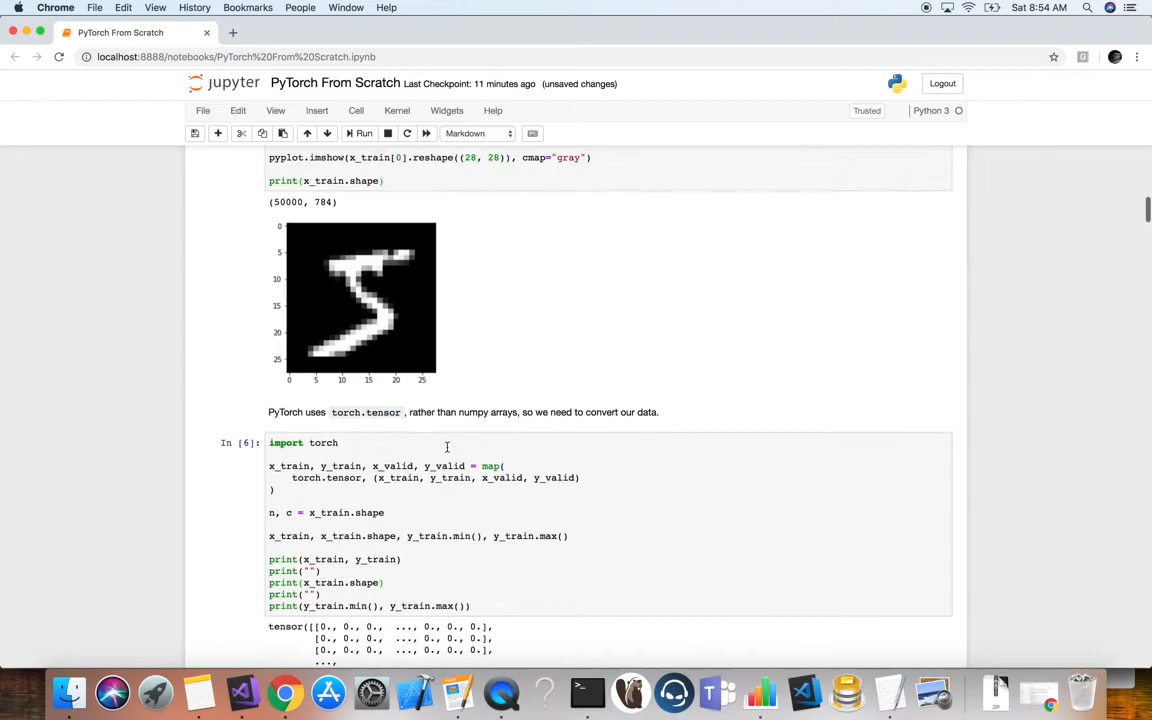 Chrome File Edit View History Bookmarks People Window Help Sat 8:54 AM
PyTorch From Scratch
localhost:8888/notebooks/PyTorch%20From%20Scratch.ipynb
jupyter PyTorch From Scratch Last Checkpoint: 11 minutes ago (unsaved changes) Logout
File Edit View Insert Cell Kernel Widgets Help Trusted Python 3
Run Markdown
pyplot.imshow(x_train[0].reshape((28, 28)), cmap="gray")
print(x_train.shape)
(50000, 784)
0
5
10
15
20
25
0 5 10 15 20 25
PyTorch uses torch.tensor , rather than numpy arrays, so we need to convert our data.
In [6]: import torch
x_train, y_train, x_valid, y_valid = map(
torch.tensor, (x_train, y_train, x_valid, y_valid)
)
n, c = x_train.shape
x_train, x_train.shape, y_train.min(), y_train.max()
print(x_train, y_train)
print("")
print(x_train.shape)
print("")
print(y_train.min(), y_train.max())
tensor([[0., 0., 0., ..., 0., 0., 0.],
[0., 0., 0., ..., 0., 0., 0.],
[0., 0., 0., ..., 0., 0., 0.],
...,